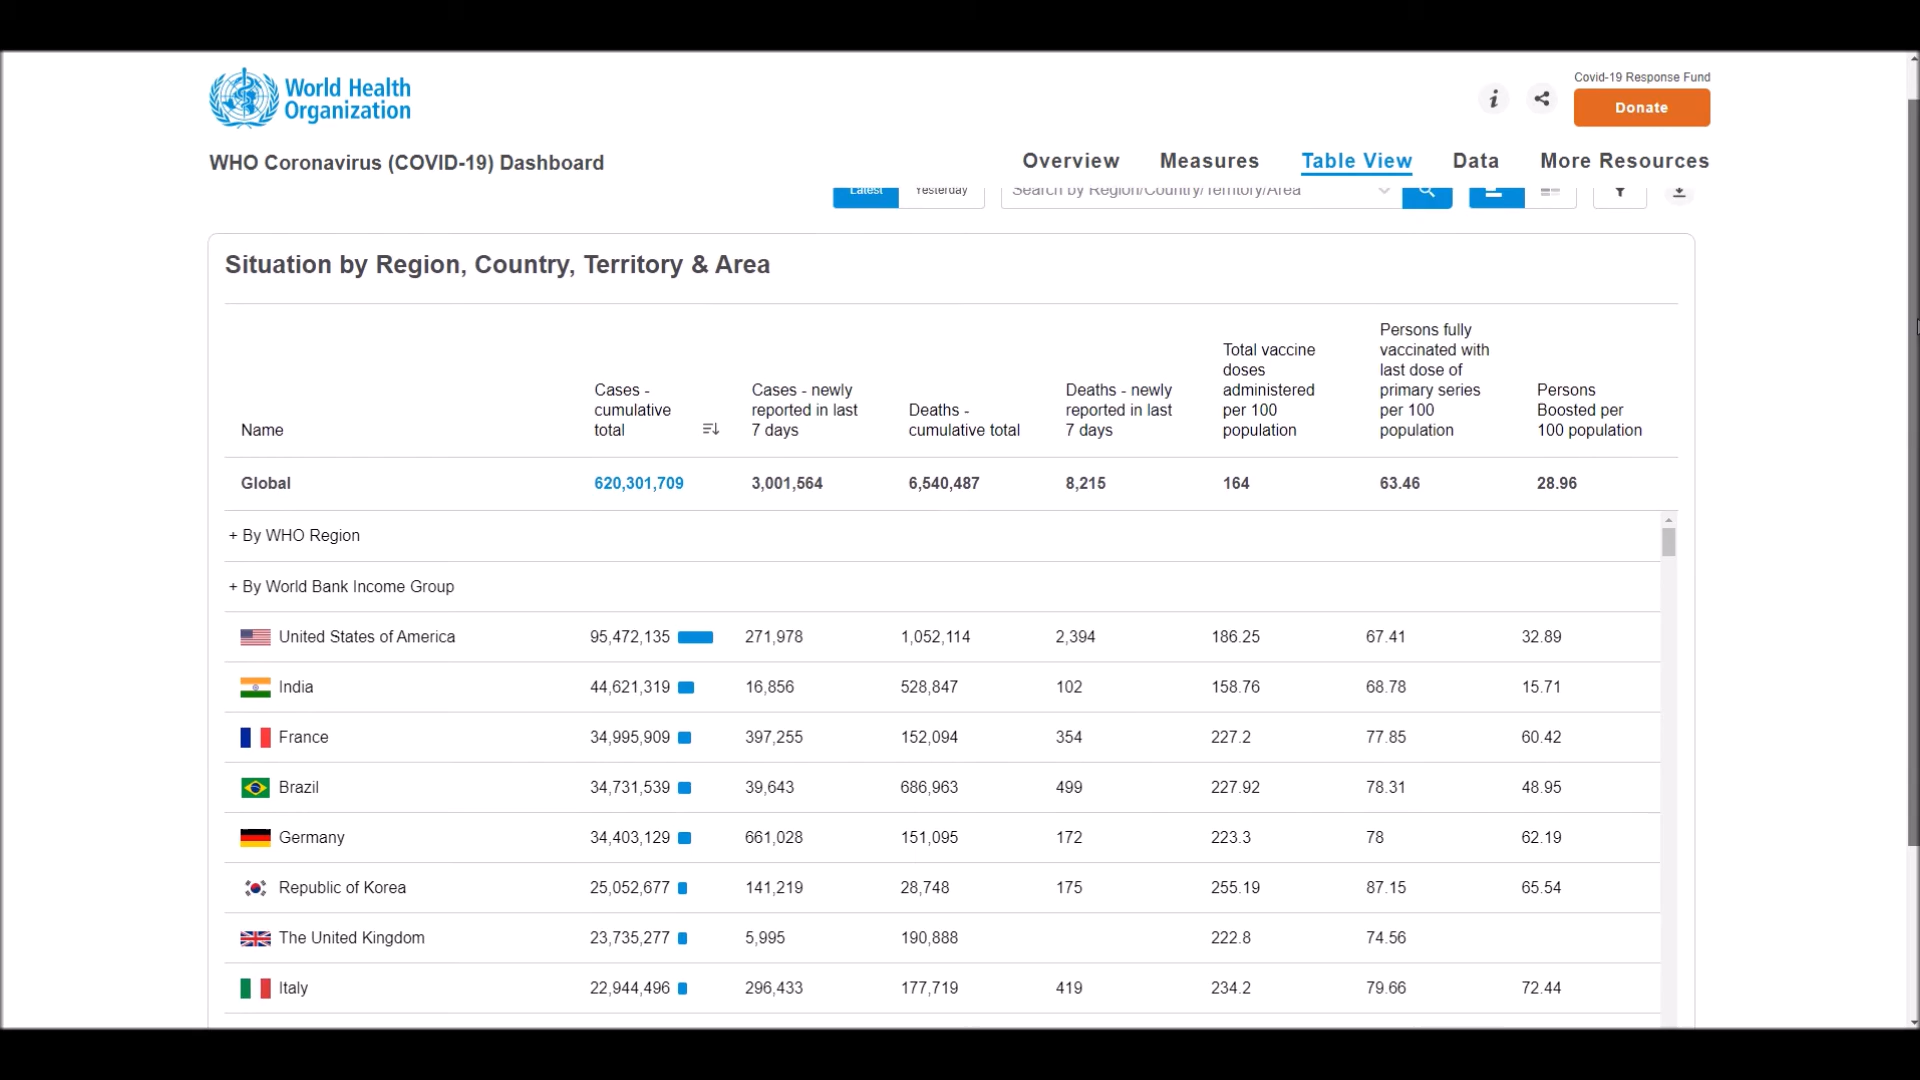 World Health
Organization
Covid-19 Response Fund
Donate
WHO Coronavirus (COVID-19) Dashboard
Overview Measures Table View Data More Resources
Latest Yesterday Search by Region/Country/Territory/Area
Situation by Region, Country, Territory & Area
Name
Cases -
cumulative
total
Cases - newly
reported in last
7 days
Deaths -
cumulative total
Deaths - newly
reported in last
7 days
Total vaccine
doses
administered
per 100
population
Persons fully
vaccinated with
last dose of
primary series
per 100
population
Persons
Boosted per
100 population
Global 620,301,709 3,001,564 6,540,487 8,215 164 63.46 28.96
+ By WHO Region
+ By World Bank Income Group
United States of America 95,472,135 271,978 1,052,114 2,394 186.25 67.41 32.89
India 44,621,319 16,856 528,847 102 158.76 68.78 15.71
France 34,995,909 397,255 152,094 354 227.2 77.85 60.42
Brazil 34,731,539 39,643 686,963 499 227.92 78.31 48.95
Germany 34,403,129 661,028 151,095 172 223.3 78 62.19
Republic of Korea 25,052,677 141,219 28,748 175 255.19 87.15 65.54
The United Kingdom 23,735,277 5,995 190,888 222.8 74.56
Italy 22,944,496 296,433 177,719 419 234.2 79.66 72.44